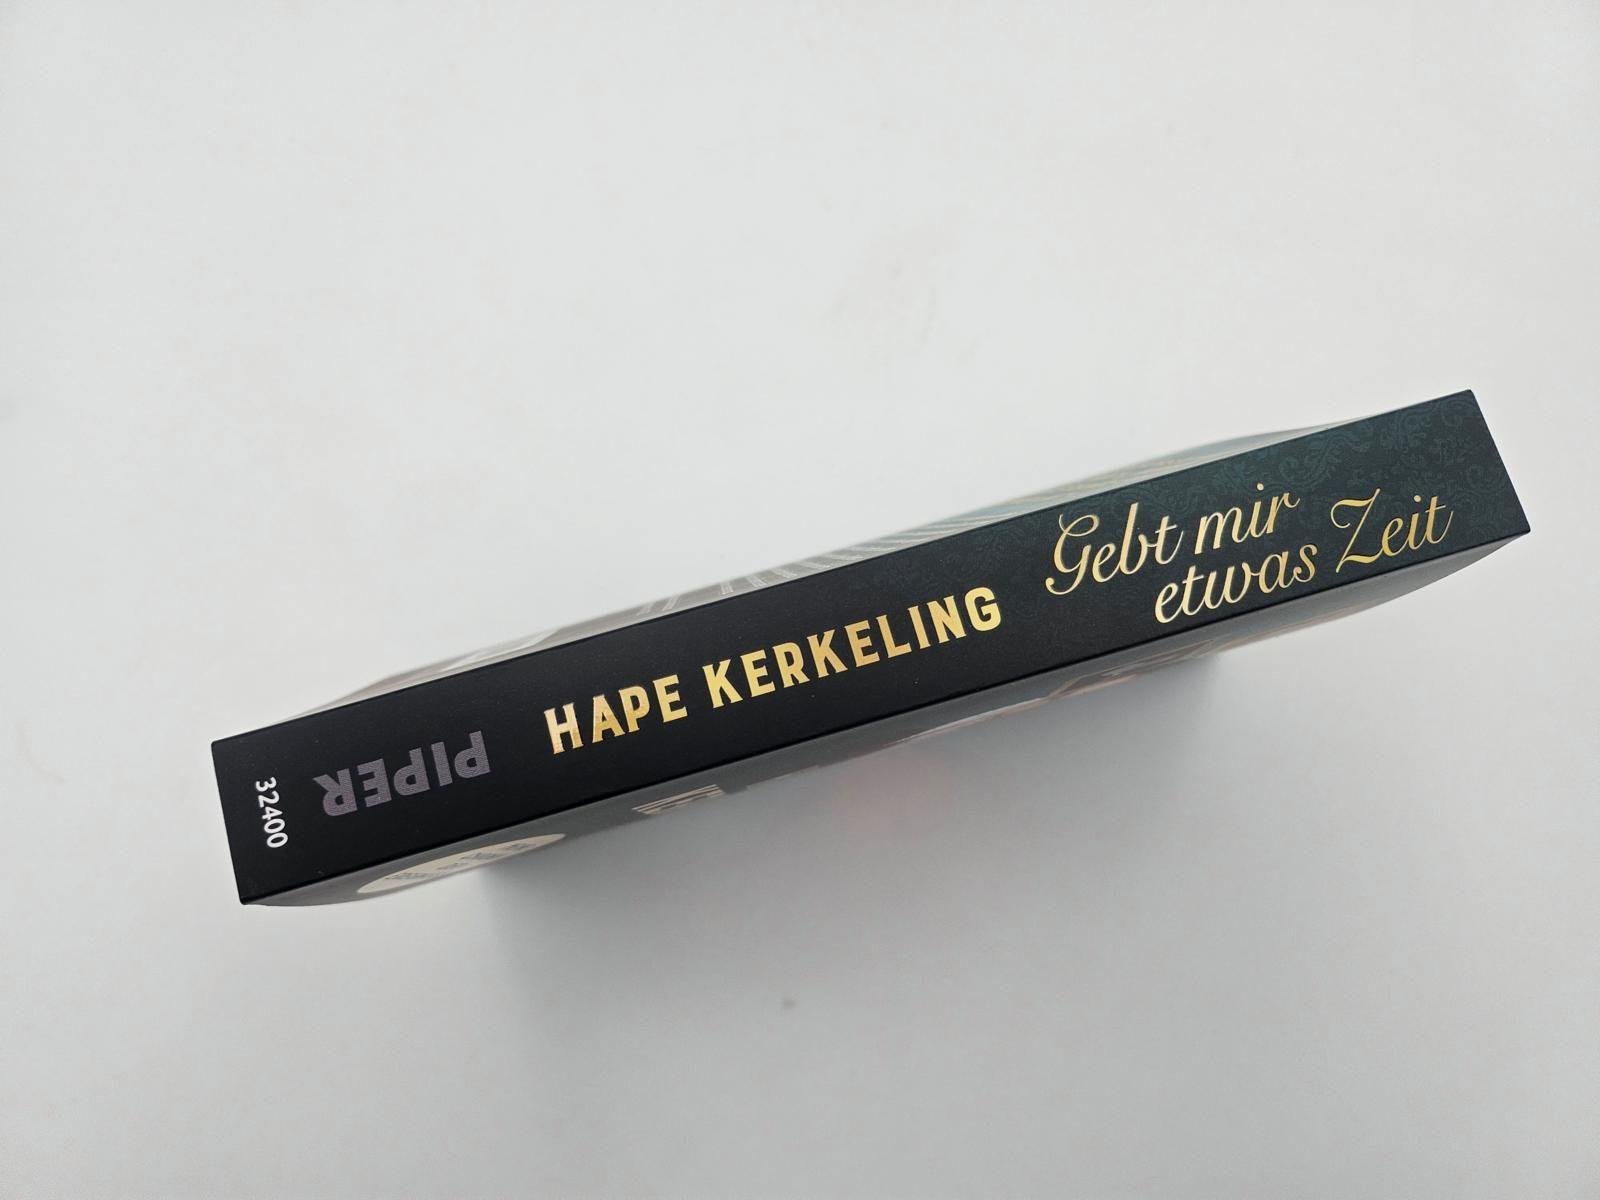 HAPE KERKELING
Gebt mir
etwas Zeit
PIPER
32400